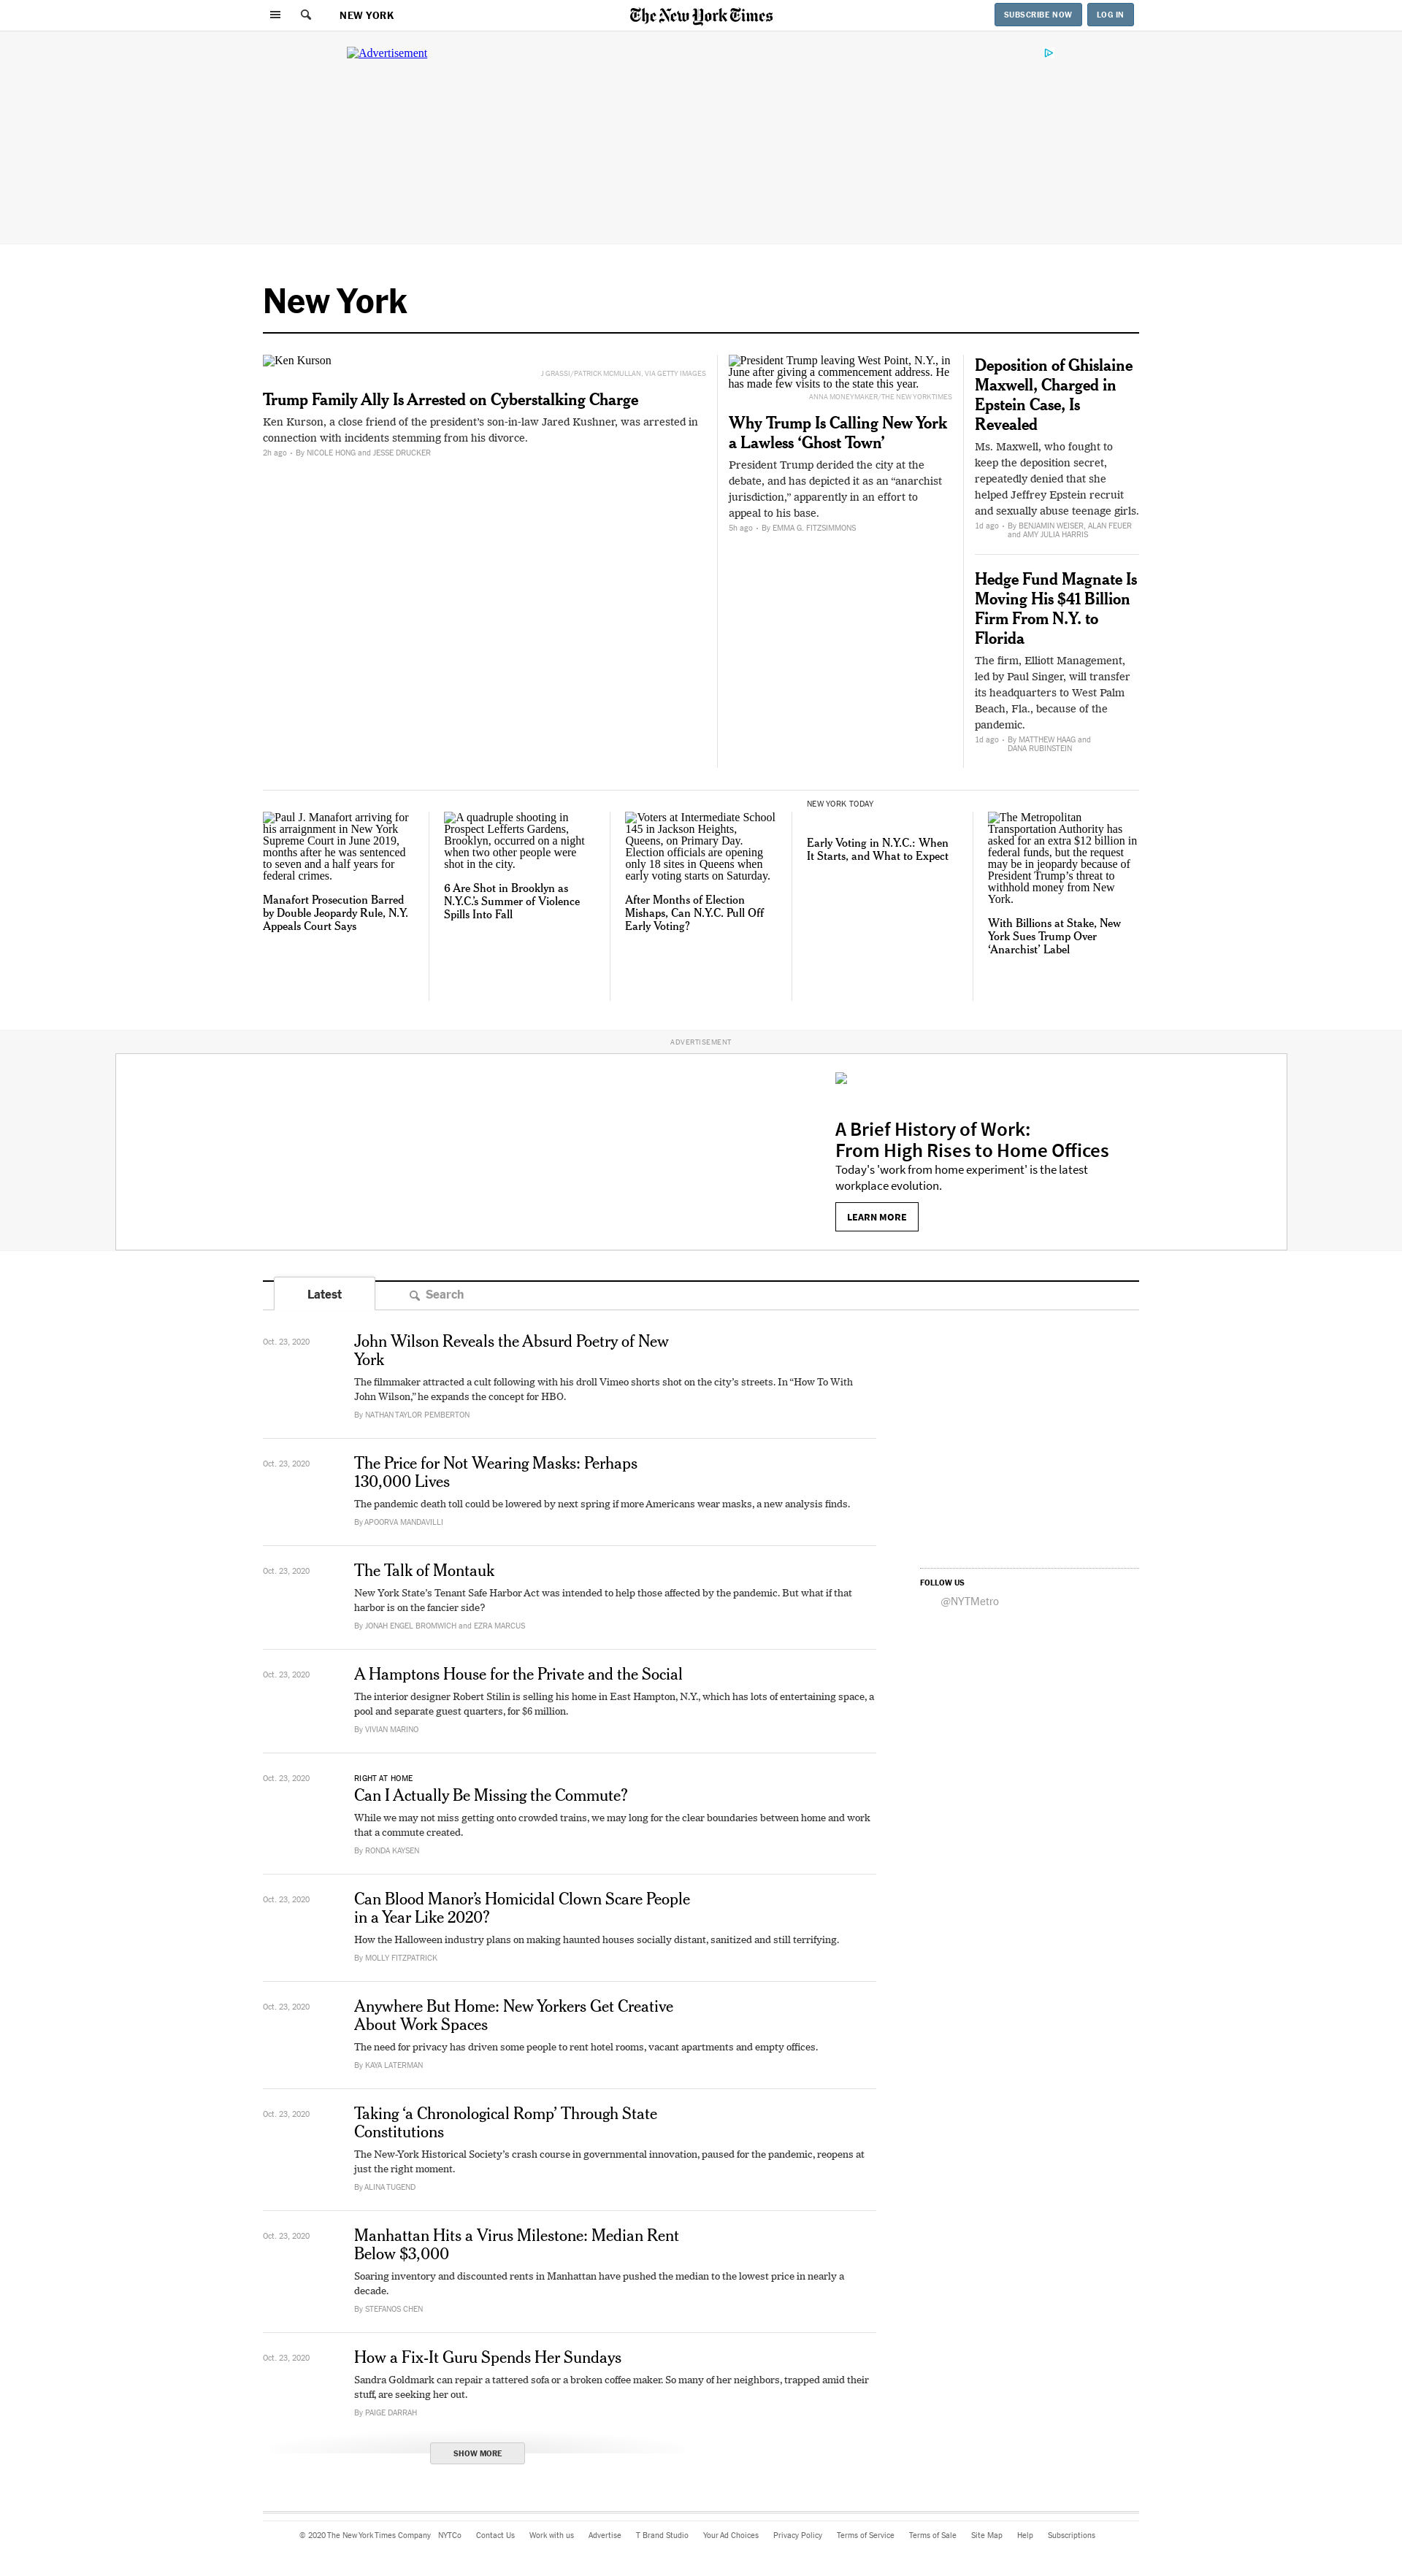 NEW YORK
The New York Times
SUBSCRIBE NOW
LOG IN
Advertisement
New York
Ken Kurson
J GRASSI/PATRICK MCMULLAN, VIA GETTY IMAGES
Trump Family Ally Is Arrested on Cyberstalking Charge
Ken Kurson, a close friend of the president's son-in-law Jared Kushner, was arrested in
connection with incidents stemming from his divorce.
2h ago • By NICOLE HONG and JESSE DRUCKER
President Trump leaving West Point, N.Y., in
June after giving a commencement address. He
has made few visits to the state this year.
ANNA MONEYMAKER/THE NEW YORK TIMES
Why Trump Is Calling New York
a Lawless ‘Ghost Town’
President Trump derided the city at the
debate, and has depicted it as an “anarchist
jurisdiction,” apparently in an effort to
appeal to his base.
5h ago • By EMMA G. FITZSIMMONS
Deposition of Ghislaine
Maxwell, Charged in
Epstein Case, Is
Revealed
Ms. Maxwell, who fought to
keep the deposition secret,
repeatedly denied that she
helped Jeffrey Epstein recruit
and sexually abuse teenage girls.
1d ago • By BENJAMIN WEISER, ALAN FEUER
and AMY JULIA HARRIS
Hedge Fund Magnate Is
Moving His $41 Billion
Firm From N.Y. to
Florida
The firm, Elliott Management,
led by Paul Singer, will transfer
its headquarters to West Palm
Beach, Fla., because of the
pandemic.
1d ago • By MATTHEW HAAG and
DANA RUBINSTEIN
Paul J. Manafort arriving for
his arraignment in New York
Supreme Court in June 2019,
months after he was sentenced
to seven and a half years for
federal crimes.
Manafort Prosecution Barred
by Double Jeopardy Rule, N.Y.
Appeals Court Says
A quadruple shooting in
Prospect Lefferts Gardens,
Brooklyn, occurred on a night
when two other people were
shot in the city.
6 Are Shot in Brooklyn as
N.Y.C.’s Summer of Violence
Spills Into Fall
Voters at Intermediate School
145 in Jackson Heights,
Queens, on Primary Day.
Election officials are opening
only 18 sites in Queens when
early voting starts on Saturday.
After Months of Election
Mishaps, Can N.Y.C. Pull Off
Early Voting?
NEW YORK TODAY
Early Voting in N.Y.C.: When
It Starts, and What to Expect
The Metropolitan
Transportation Authority has
asked for an extra $12 billion in
federal funds, but the request
may be in jeopardy because of
President Trump’s threat to
withhold money from New
York.
With Billions at Stake, New
York Sues Trump Over
‘Anarchist’ Label
ADVERTISEMENT
A Brief History of Work:
From High Rises to Home Offices
Today's 'work from home experiment' is the latest
workplace evolution.
LEARN MORE
Latest
Search
Oct. 23, 2020
John Wilson Reveals the Absurd Poetry of New
York
The filmmaker attracted a cult following with his droll Vimeo shorts shot on the city’s streets. In “How To With
John Wilson,” he expands the concept for HBO.
By NATHAN TAYLOR PEMBERTON
Oct. 23, 2020
The Price for Not Wearing Masks: Perhaps
130,000 Lives
The pandemic death toll could be lowered by next spring if more Americans wear masks, a new analysis finds.
By APOORVA MANDAVILLI
Oct. 23, 2020
The Talk of Montauk
New York State’s Tenant Safe Harbor Act was intended to help those affected by the pandemic. But what if that
harbor is on the fancier side?
By JONAH ENGEL BROMWICH and EZRA MARCUS
FOLLOW US
@NYTMetro
Oct. 23, 2020
A Hamptons House for the Private and the Social
The interior designer Robert Stilin is selling his home in East Hampton, N.Y., which has lots of entertaining space, a
pool and separate guest quarters, for $6 million.
By VIVIAN MARINO
Oct. 23, 2020
RIGHT AT HOME
Can I Actually Be Missing the Commute?
While we may not miss getting onto crowded trains, we may long for the clear boundaries between home and work
that a commute created.
By RONDA KAYSEN
Oct. 23, 2020
Can Blood Manor’s Homicidal Clown Scare People
in a Year Like 2020?
How the Halloween industry plans on making haunted houses socially distant, sanitized and still terrifying.
By MOLLY FITZPATRICK
Oct. 23, 2020
Anywhere But Home: New Yorkers Get Creative
About Work Spaces
The need for privacy has driven some people to rent hotel rooms, vacant apartments and empty offices.
By KAYA LATERMAN
Oct. 23, 2020
Taking ‘a Chronological Romp’ Through State
Constitutions
The New-York Historical Society’s crash course in governmental innovation, paused for the pandemic, reopens at
just the right moment.
By ALINA TUGEND
Oct. 23, 2020
Manhattan Hits a Virus Milestone: Median Rent
Below $3,000
Soaring inventory and discounted rents in Manhattan have pushed the median to the lowest price in nearly a
decade.
By STEFANOS CHEN
Oct. 23, 2020
How a Fix-It Guru Spends Her Sundays
Sandra Goldmark can repair a tattered sofa or a broken coffee maker. So many of her neighbors, trapped amid their
stuff, are seeking her out.
By PAIGE DARRAH
SHOW MORE
© 2020 The New York Times Company NYTCo Contact Us Work with us Advertise T Brand Studio Your Ad Choices Privacy Policy Terms of Service Terms of Sale Site Map Help Subscriptions